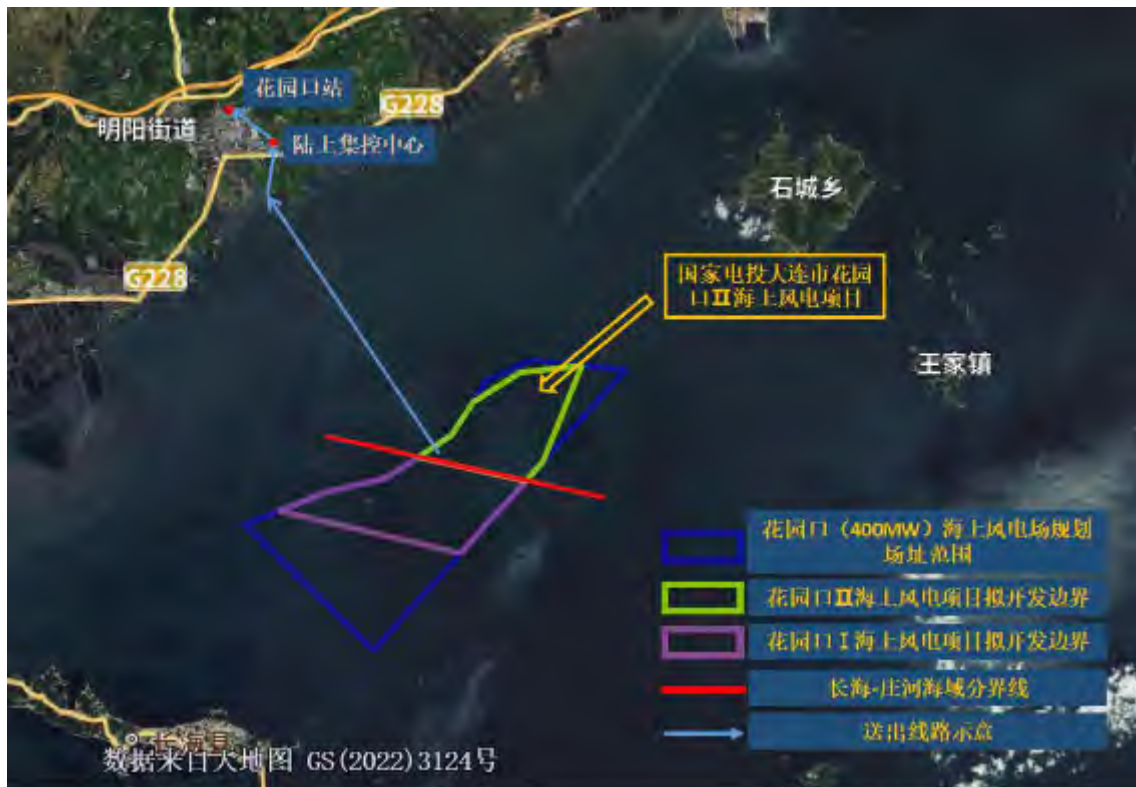 花园口站
G228
明阳街道
陆上集控中心
石城乡
G228
国家电投大连市花园
口Ⅱ海上风电项目
王家镇
花园口（400MW）海上风电场规划
场址范围
花园口Ⅱ海上风电项目拟开发边界
花园口Ⅰ海上风电项目拟开发边界
长海-庄河海域分界线
送出线路示意
长海县
数据来自天地图 GS(2022)3124号